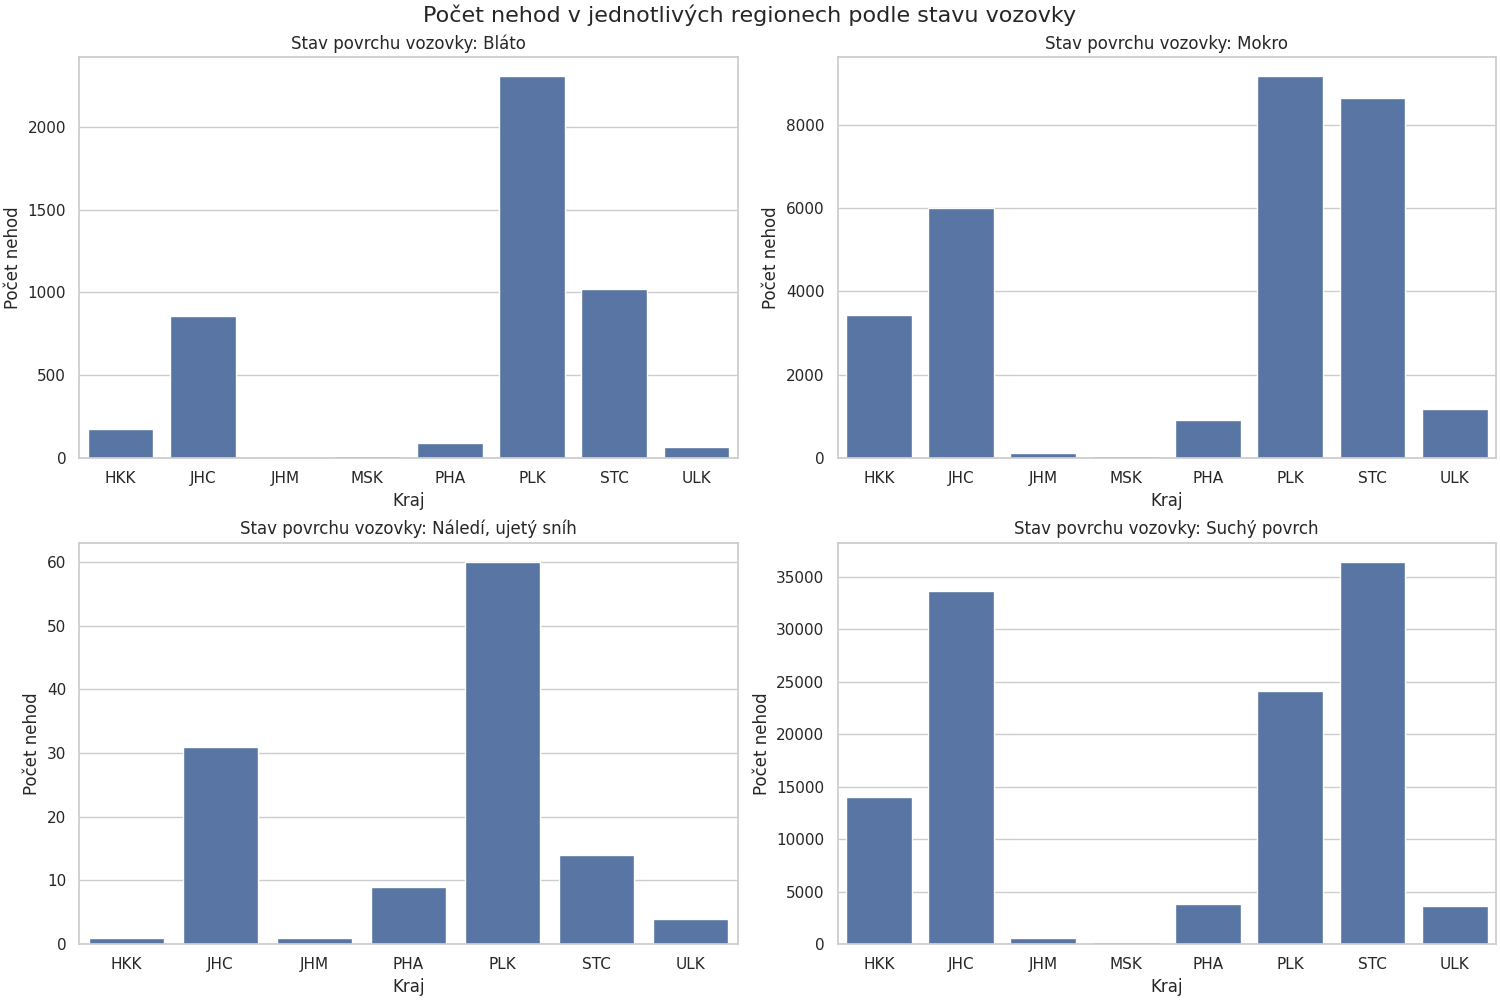 Počet nehod v jednotlivých regionech podle stavu vozovky
Stav povrchu vozovky: Bláto
2000
1500
1000
500
0
Počet nehod
HKK JHC JHM MSK PHA PLK STC ULK
Kraj
Stav povrchu vozovky: Mokro
8000
6000
4000
2000
0
Počet nehod
HKK JHC JHM MSK PHA PLK STC ULK
Kraj
Stav povrchu vozovky: Náledí, ujetý sníh
60
50
40
30
20
10
0
Počet nehod
HKK JHC JHM PHA PLK STC ULK
Kraj
Stav povrchu vozovky: Suchý povrch
35000
30000
25000
20000
15000
10000
5000
0
Počet nehod
HKK JHC JHM MSK PHA PLK STC ULK
Kraj